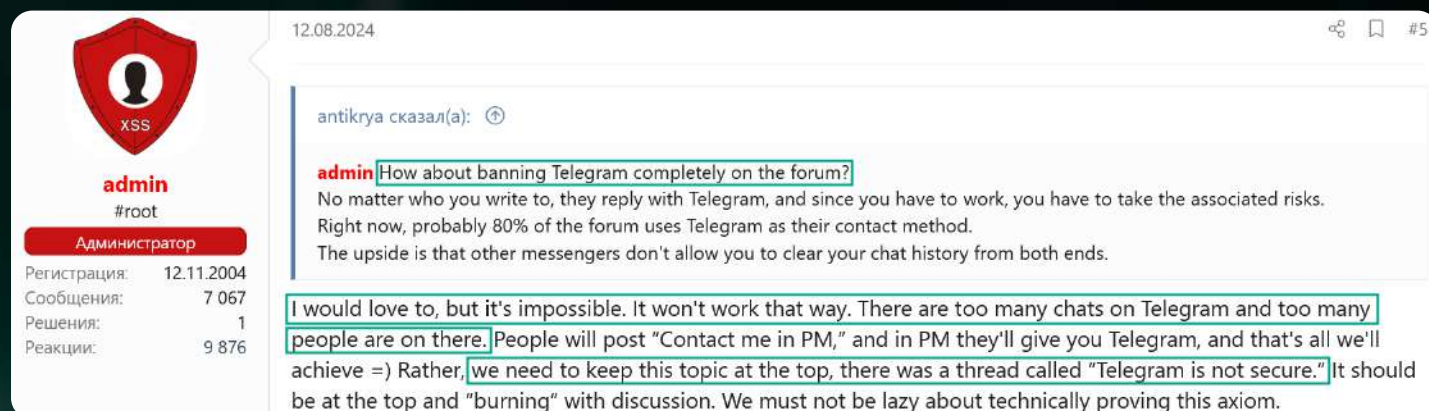 12.08.2024
#5
XSS
antikrya сказал(а):
admin How about banning Telegram completely on the forum?
No matter who you write to, they reply with Telegram, and since you have to work, you have to take the associated risks.
Right now, probably 80% of the forum uses Telegram as their contact method.
The upside is that other messengers don't allow you to clear your chat history from both ends.
admin
#root
Администратор
Регистрация: 12.11.2004
Сообщения: 7 067
Решения: 1
Реакции: 9 876
I would love to, but it's impossible. It won't work that way. There are too many chats on Telegram and too many
people are on there. People will post "Contact me in PM," and in PM they'll give you Telegram, and that's all we'll
achieve =) Rather, we need to keep this topic at the top, there was a thread called "Telegram is not secure." It should
be at the top and "burning" with discussion. We must not be lazy about technically proving this axiom.